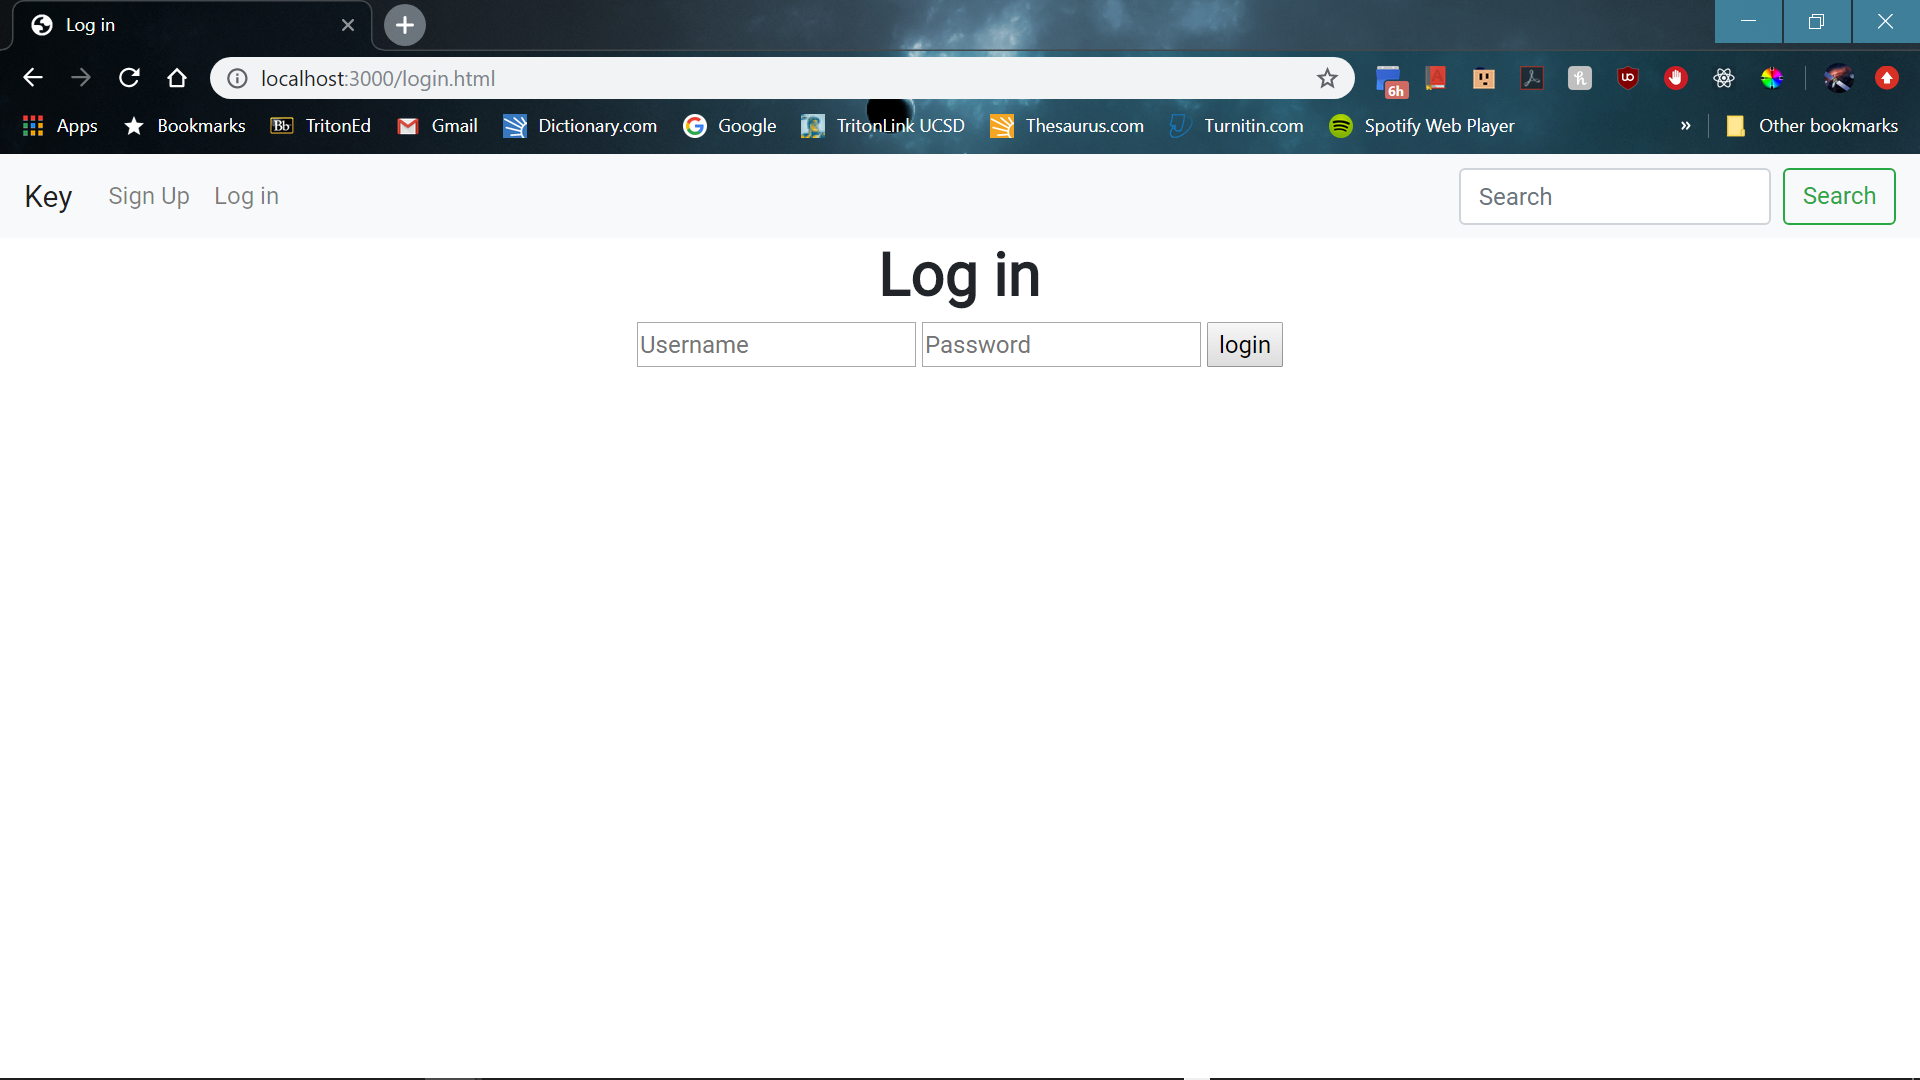 Log in
localhost:3000/login.html
6h
Apps Bookmarks Bb TritonEd Gmail Dictionary.com Google TritonLink UCSD Thesaurus.com Turnitin.com Spotify Web Player » Other bookmarks
Key Sign Up Log in Search Search
Log in
Username Password login